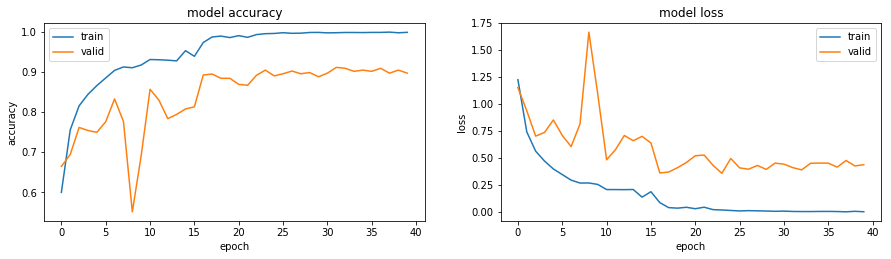 model accuracy
train
valid
accuracy
1.0
0.9
0.8
0.7
0.6
0 5 10 15 20 25 30 35 40
epoch
model loss
train
valid
loss
1.75
1.50
1.25
1.00
0.75
0.50
0.25
0.00
0 5 10 15 20 25 30 35 40
epoch